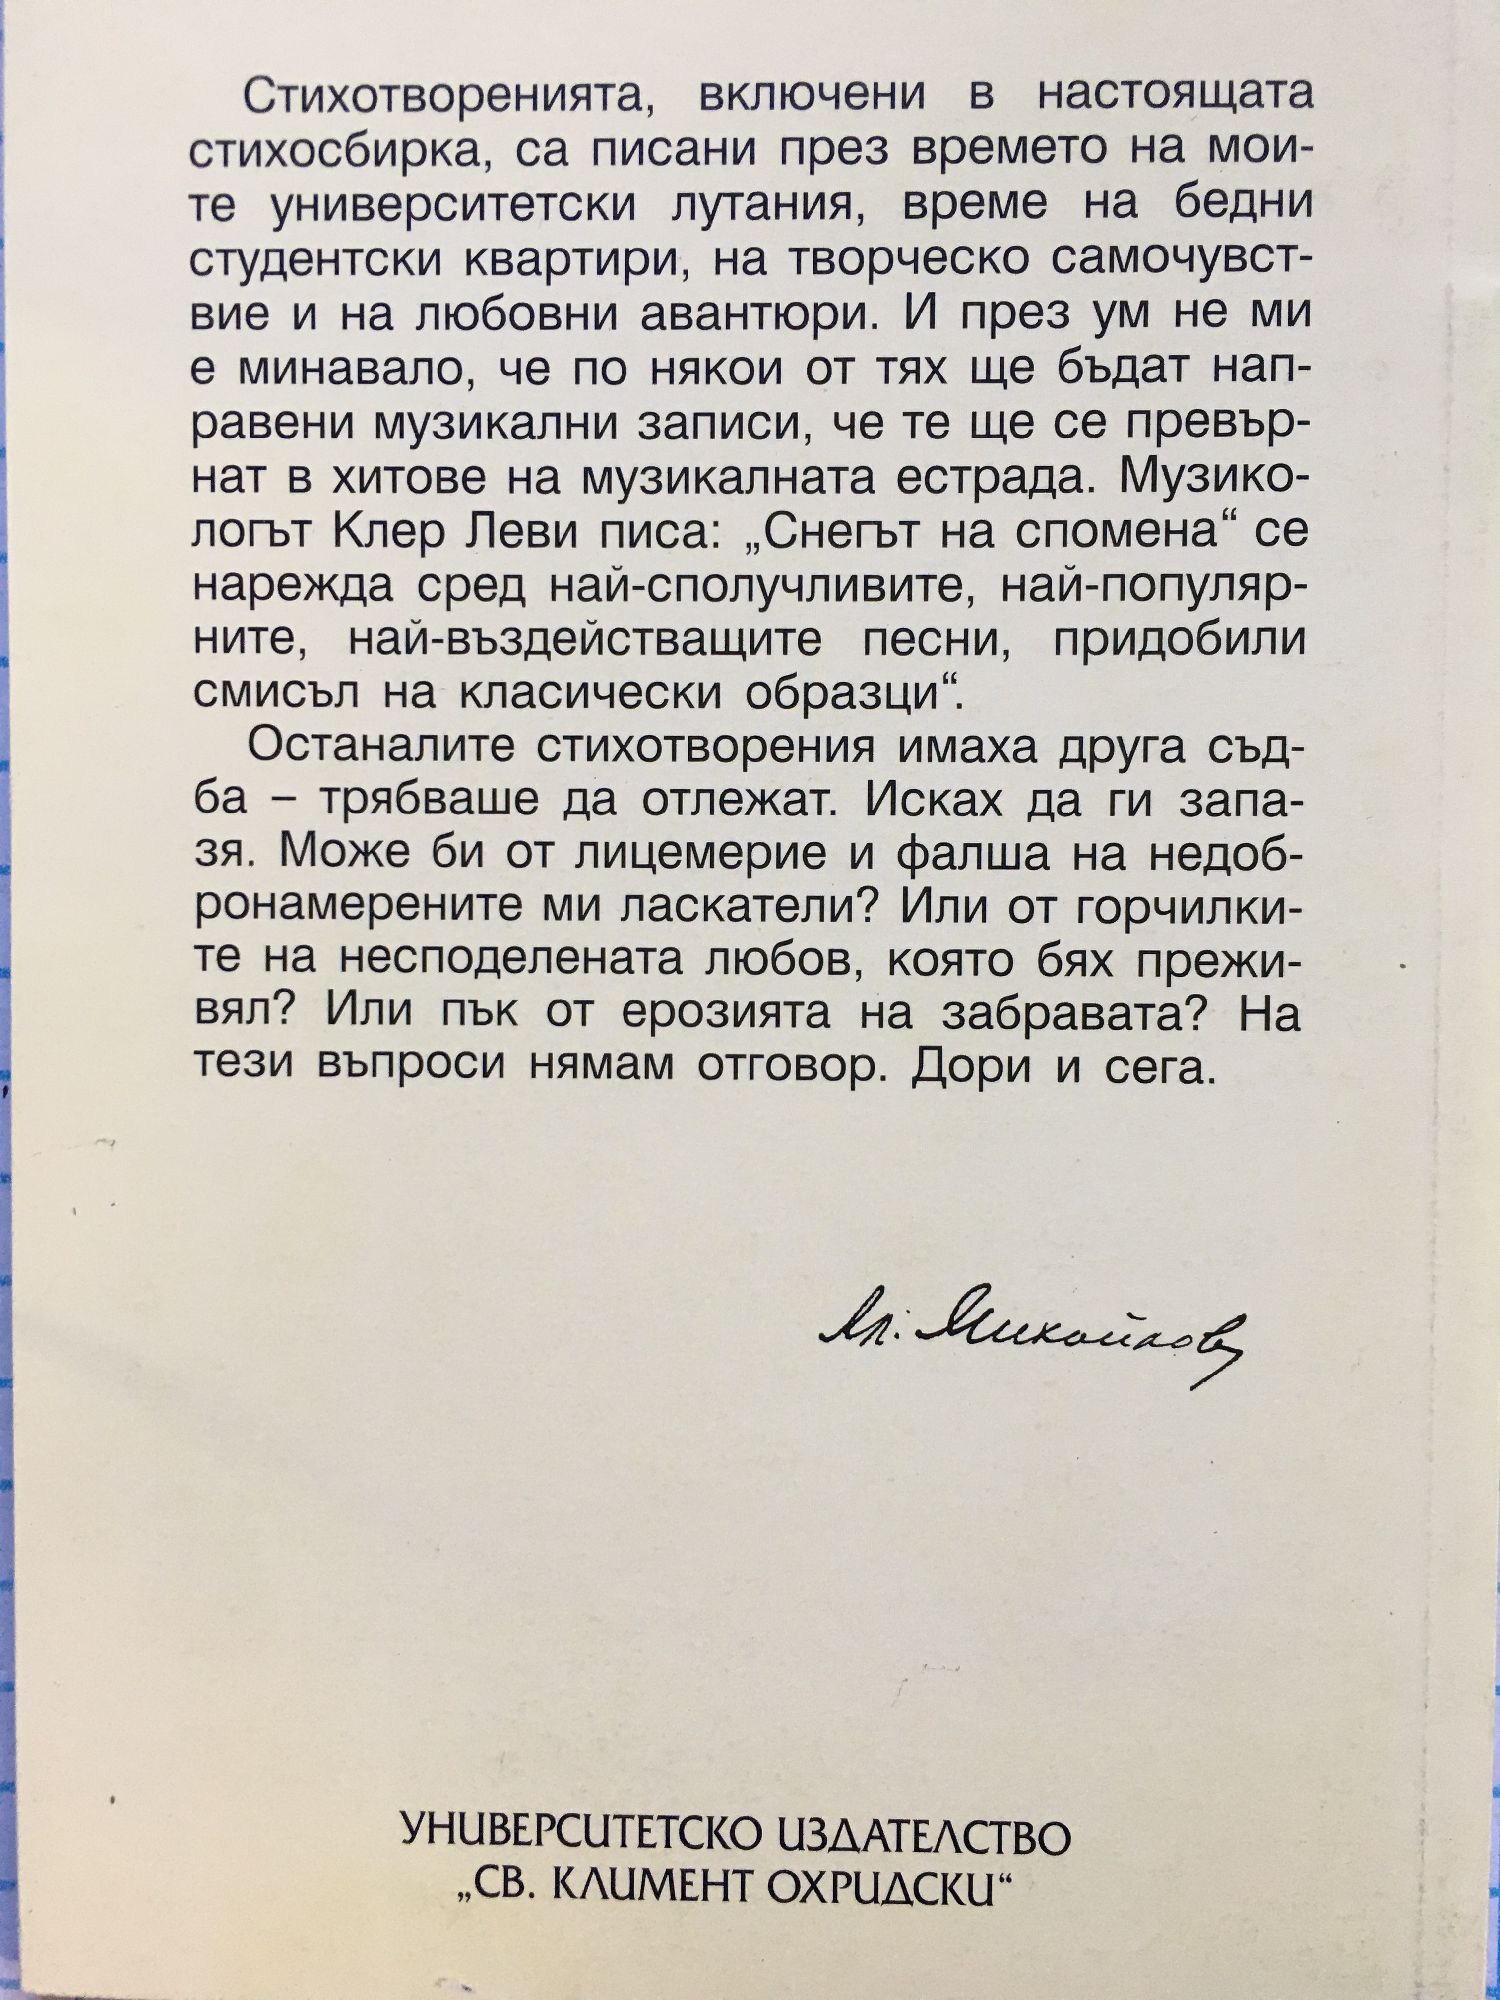 Стихотворенията, включени в настоящата
стихосбирка, са писани през времето на мои-
те университетски лутания, време на бедни
студентски квартири, на творческо самочувст-
вие и на любовни авантюри. И през ум не ми
е минавало, че по някои от тях ще бъдат нап-
равени музикални записи, че те ще се превър-
нат в хитове на музикалната естрада. Музико-
логът Клер Леви писа: „Снегът на спомена“ се
нарежда сред най-сполучливите, най-популяр-
ните, най-въздействащите песни, придобили
смисъл на класически образци“.
Останалите стихотворения имаха друга съд-
ба – трябваше да отлежат. Исках да ги запа-
зя. Може би от лицемерие и фалша на недоб-
ронамерените ми ласкатели? Или от горчилки-
те на несподелената любов, която бях прежи-
вял? Или пък от ерозията на забравата? На
тези въпроси нямам отговор. Дори и сега.
УНИВЕРСИТЕТСКО ИЗДАТЕЛСТВО
„СВ. КЛИМЕНТ ОХРИДСКИ“